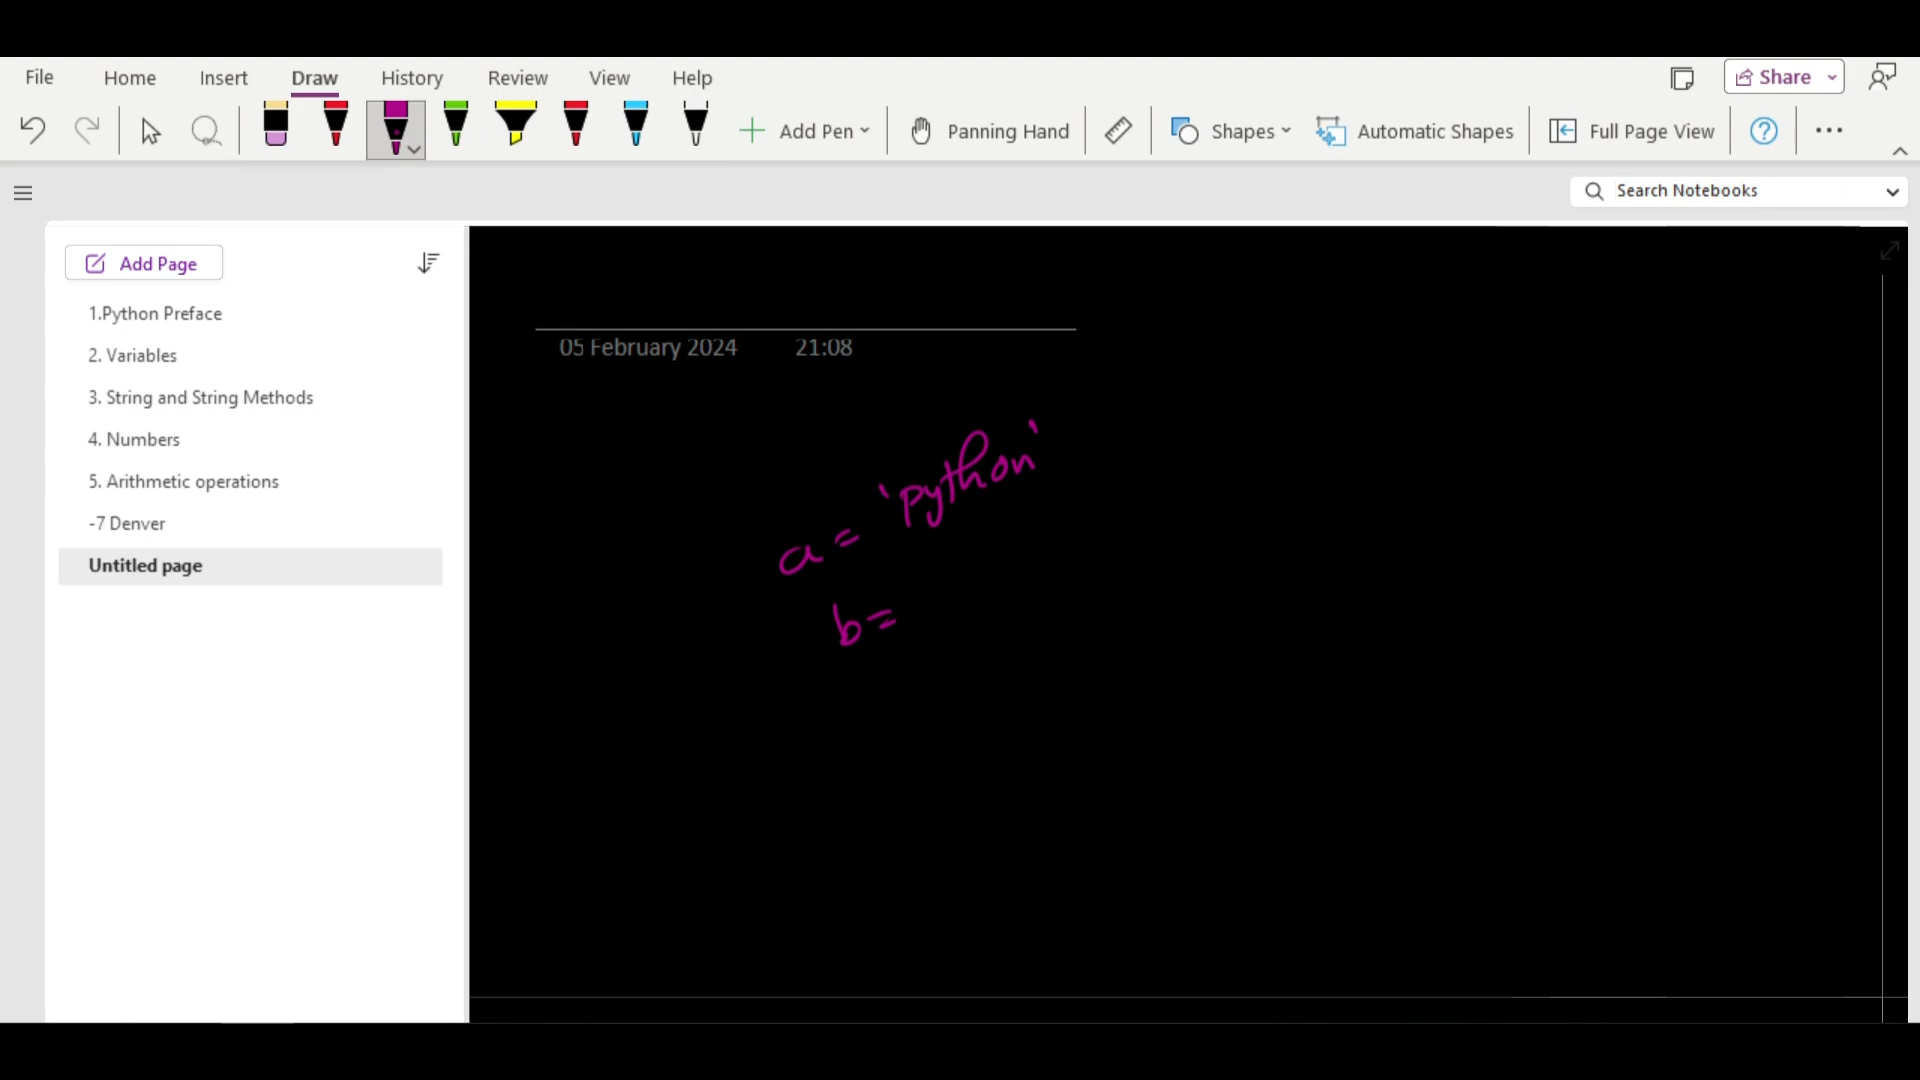 File Home Insert Draw History Review View Help Share
Add Pen Panning Hand Shapes Automatic Shapes Full Page View
Search Notebooks
Add Page
1.Python Preface
2. Variables
3. String and String Methods
4. Numbers
5. Arithmetic operations
-7 Denver
Untitled page
05 February 2024 21:08
a = 'python'
b =